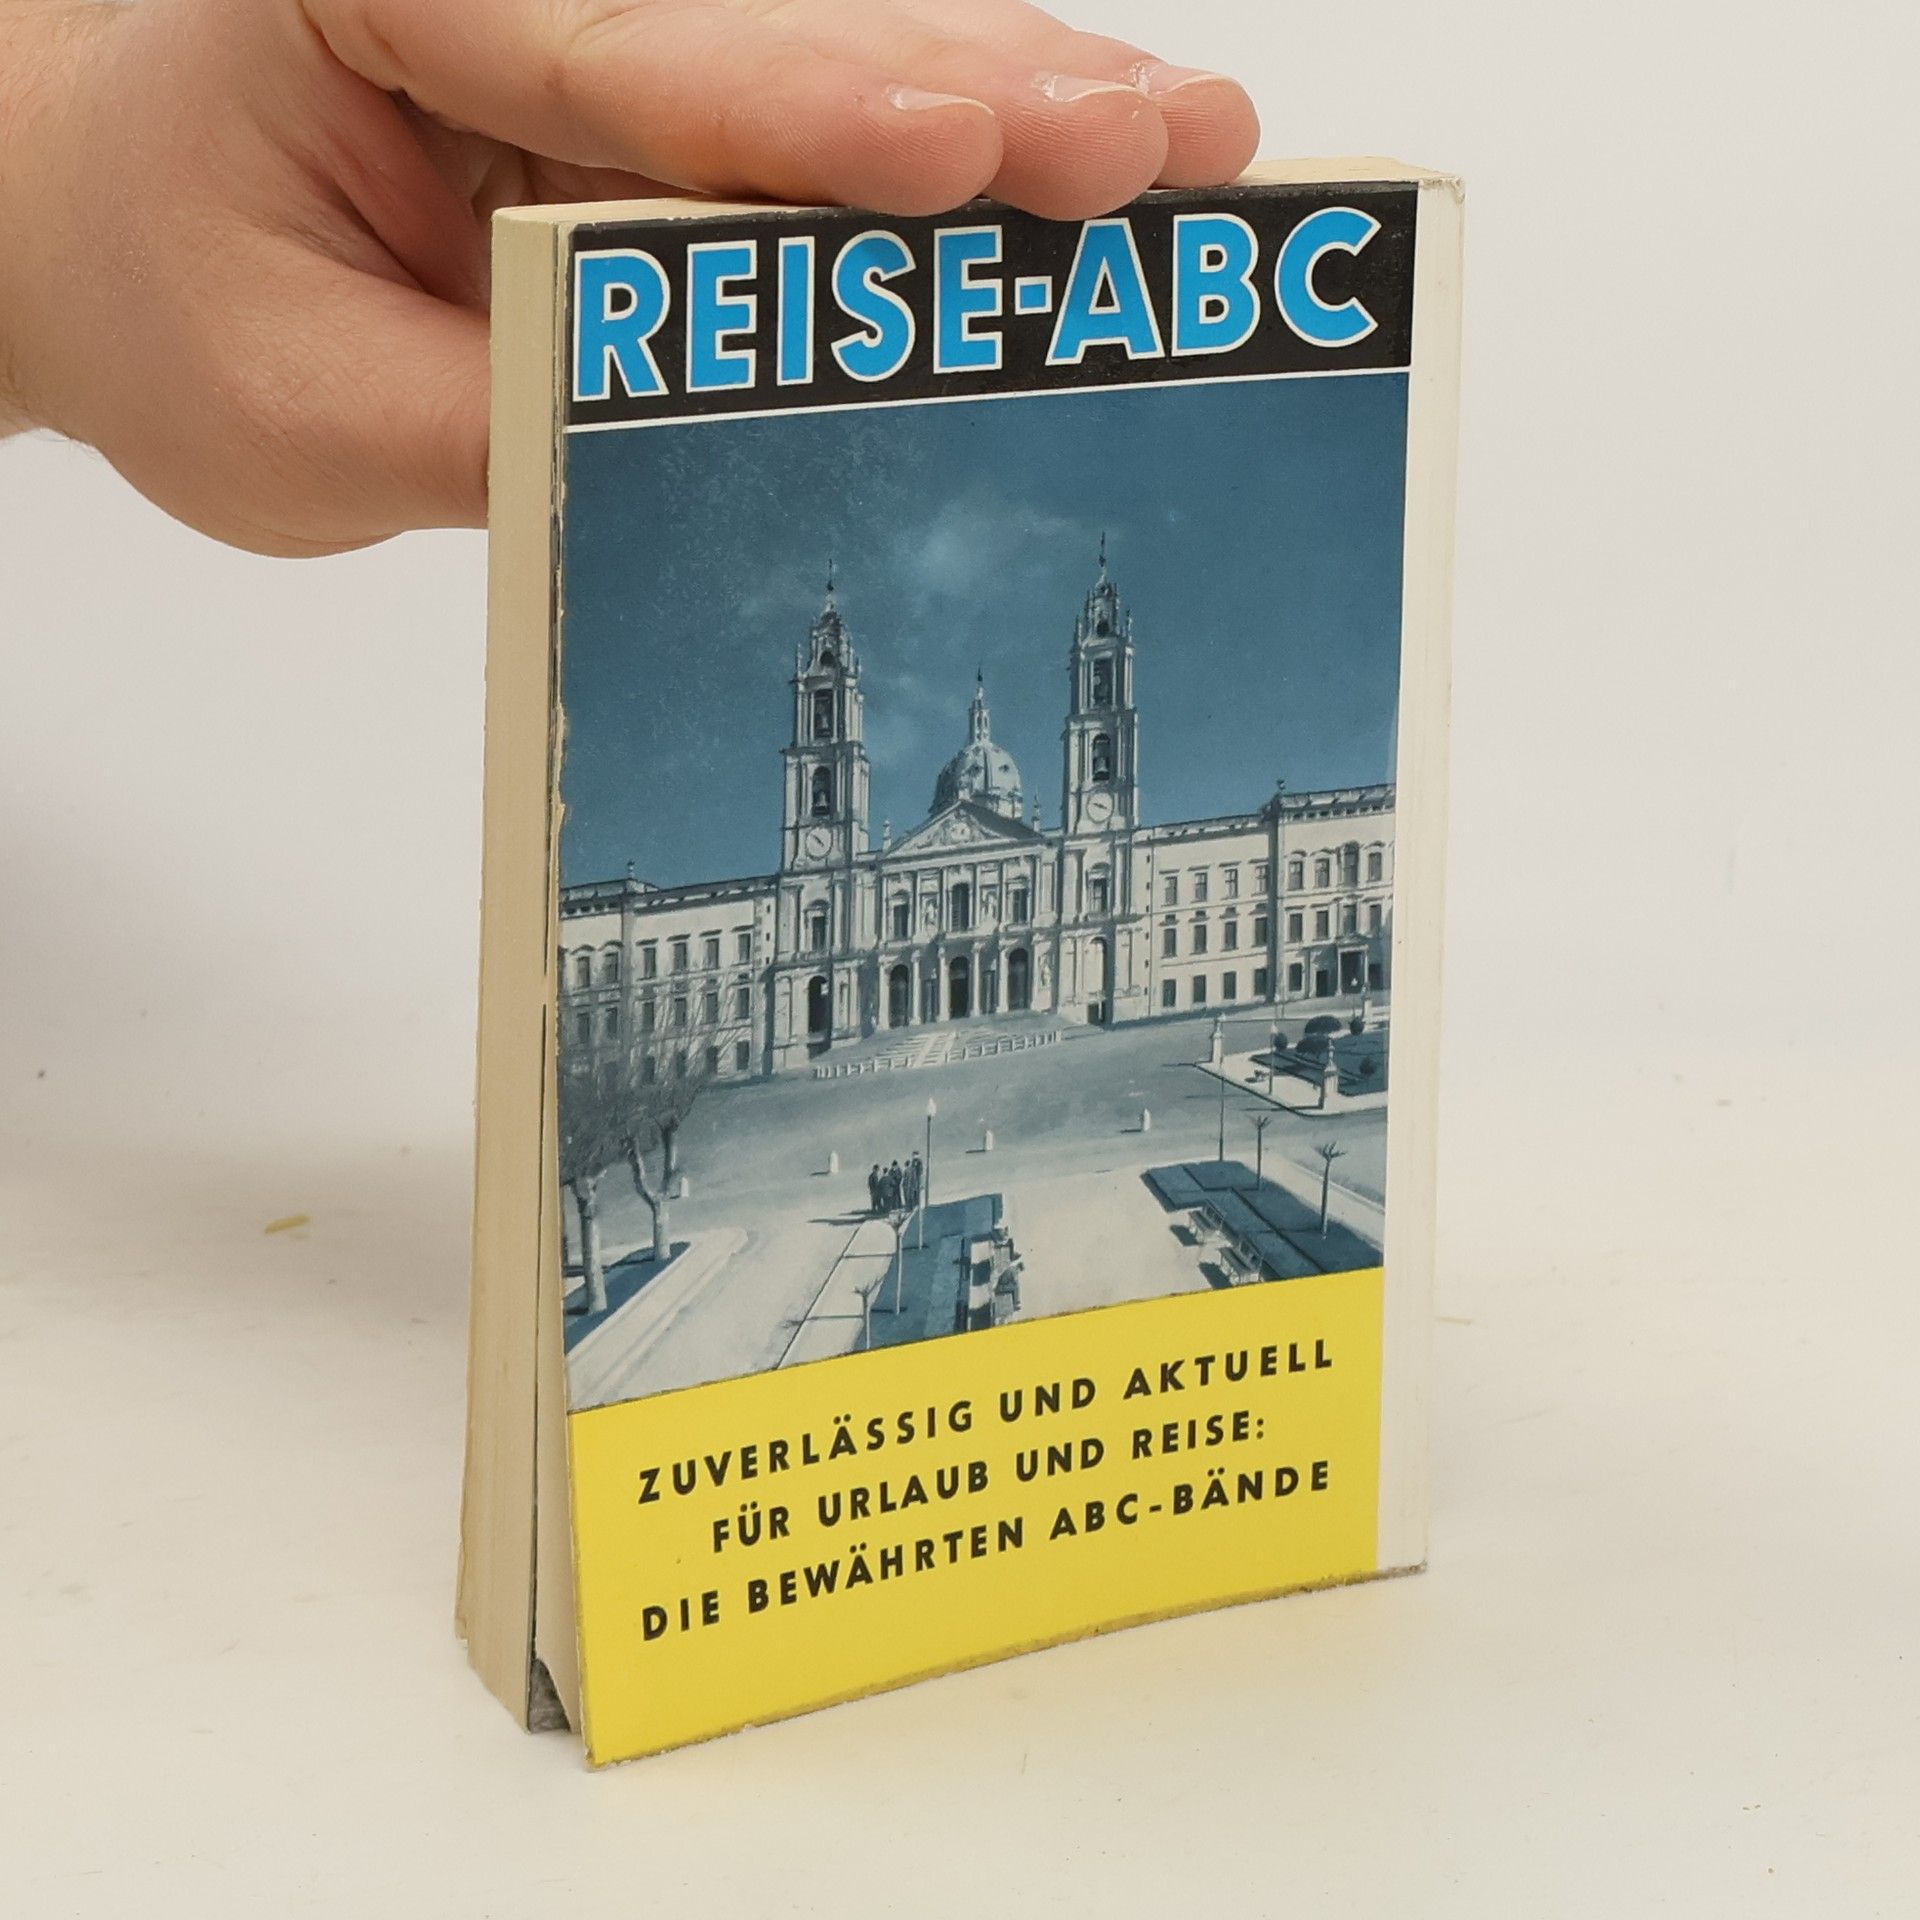 REISE-ABC
ZUVERLÄSSIG UND AKTUELL
FÜR URLAUB UND REISE:
DIE BEWÄHRTEN ABC-BÄNDE